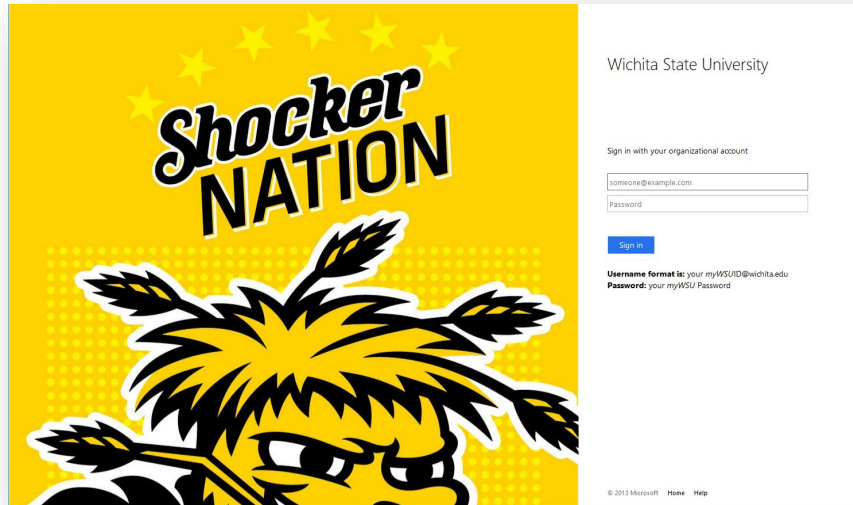 Shocker
NATION
Wichita State University
Sign in with your organizational account
someone@example.com
Password
Sign in
Username format is: your myWSUID@wichita.edu
Password: your myWSU Password
© 2013 Microsoft Home Help